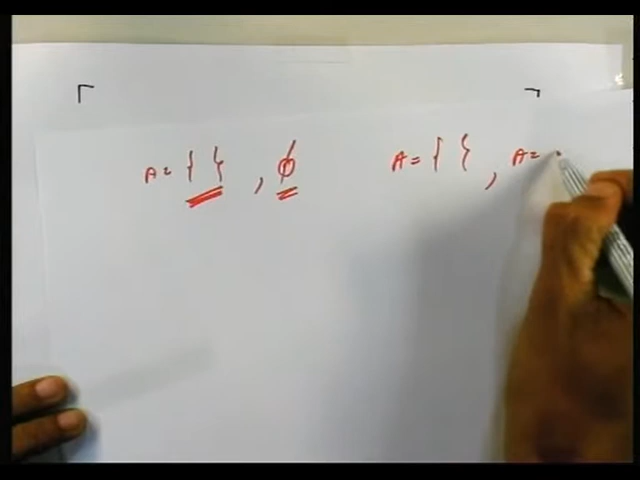 A = { } , ϕ A = { } , A =